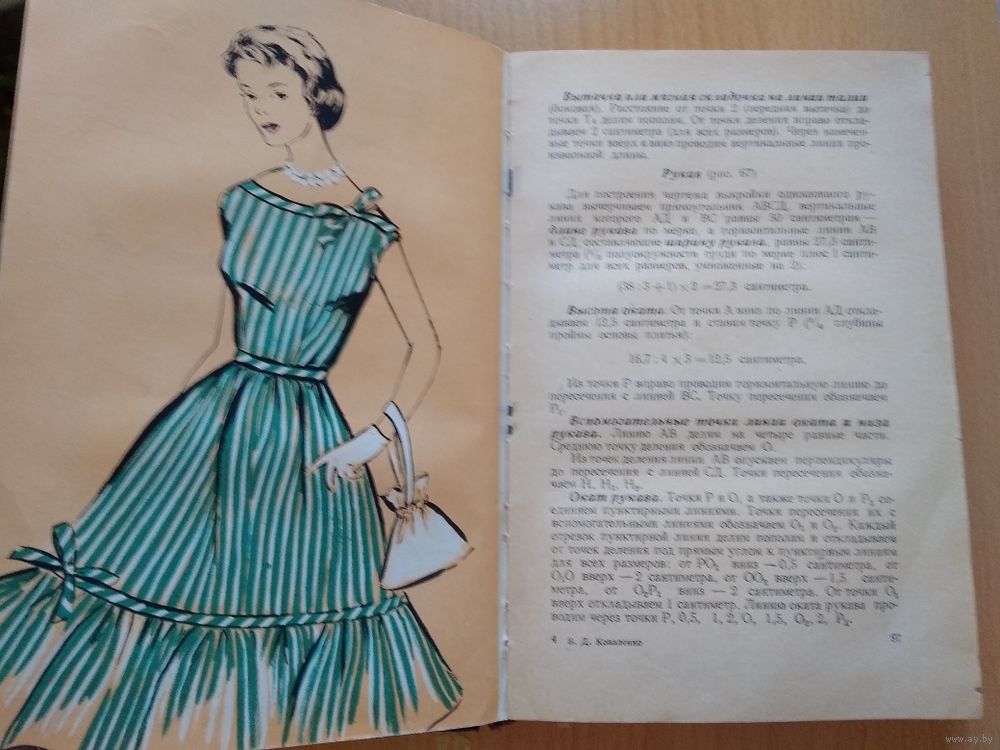 Вытачка или мягкая складочка на линии талии
(боковая). Расстояние от точки 2 (передняя вытачка) до
точки Т₄ делим пополам. От точки деления вправо откла-
дываем 2 сантиметра (для всех размеров). Через намечен-
ные точки вверх и вниз проводим вертикальные линии про-
извольной длины.
Рукав (рис. 67)
Для построения чертежа выкройки одношовного ру-
кава вычерчиваем прямоугольник АВСД, вертикальные
линии которого АД и ВС равны 30 сантиметрам —
длине рукава по мерке, а горизонтальные линии АВ
и СД, составляющие ширину рукава, равны 27,3 санти-
метра ( полуокружности груди по мерке плюс 1 санти-
метр для всех размеров, умноженные на 2):
(38 : 3 + 1) × 2 = 27,3 сантиметра.
Высота оката. От точки А вниз по линии АД откла-
дываем 12,5 сантиметра и ставим точку Р (³/₄ глубины
проймы основы платья):
16,7 : 4 × 3 = 12,5 сантиметра.
Из точки Р вправо проводим горизонтальную линию до
пересечения с линией ВС. Точку пересечения обозначаем
Р₁.
Вспомогательные точки линии оката и низа
рукава. Линию АВ делим на четыре равные части.
Среднюю точку деления обозначаем О.
Из точек деления линии АВ опускаем перпендикуляры
до пересечения с линией СД. Точки пересечения обозна-
чаем Н, Н₁, Н₂.
Окат рукава. Точки Р и О, а также точки О и Р₁ со-
единяем пунктирными линиями. Точки пересечения их с
вспомогательными линиями обозначаем О₁ и О₂. Каждый
отрезок пунктирной линии делим пополам и откладываем
от точек деления под прямым углом к пунктирным линиям
для всех размеров: от РО₁ вниз — 0,5 сантиметра, от
О₁О вверх — 2 сантиметра, от ОО₂ вверх — 1,5 санти-
метра, от О₂Р₁ вниз — 2 сантиметра. От точки О₁
вверх откладываем 1 сантиметр. Линию оката рукава про-
водим через точки Р, 0,5, 1, 2, О, 1,5, О₂, 2, Р₁.
4 В. Д. Коваленко 97
www.ay.by